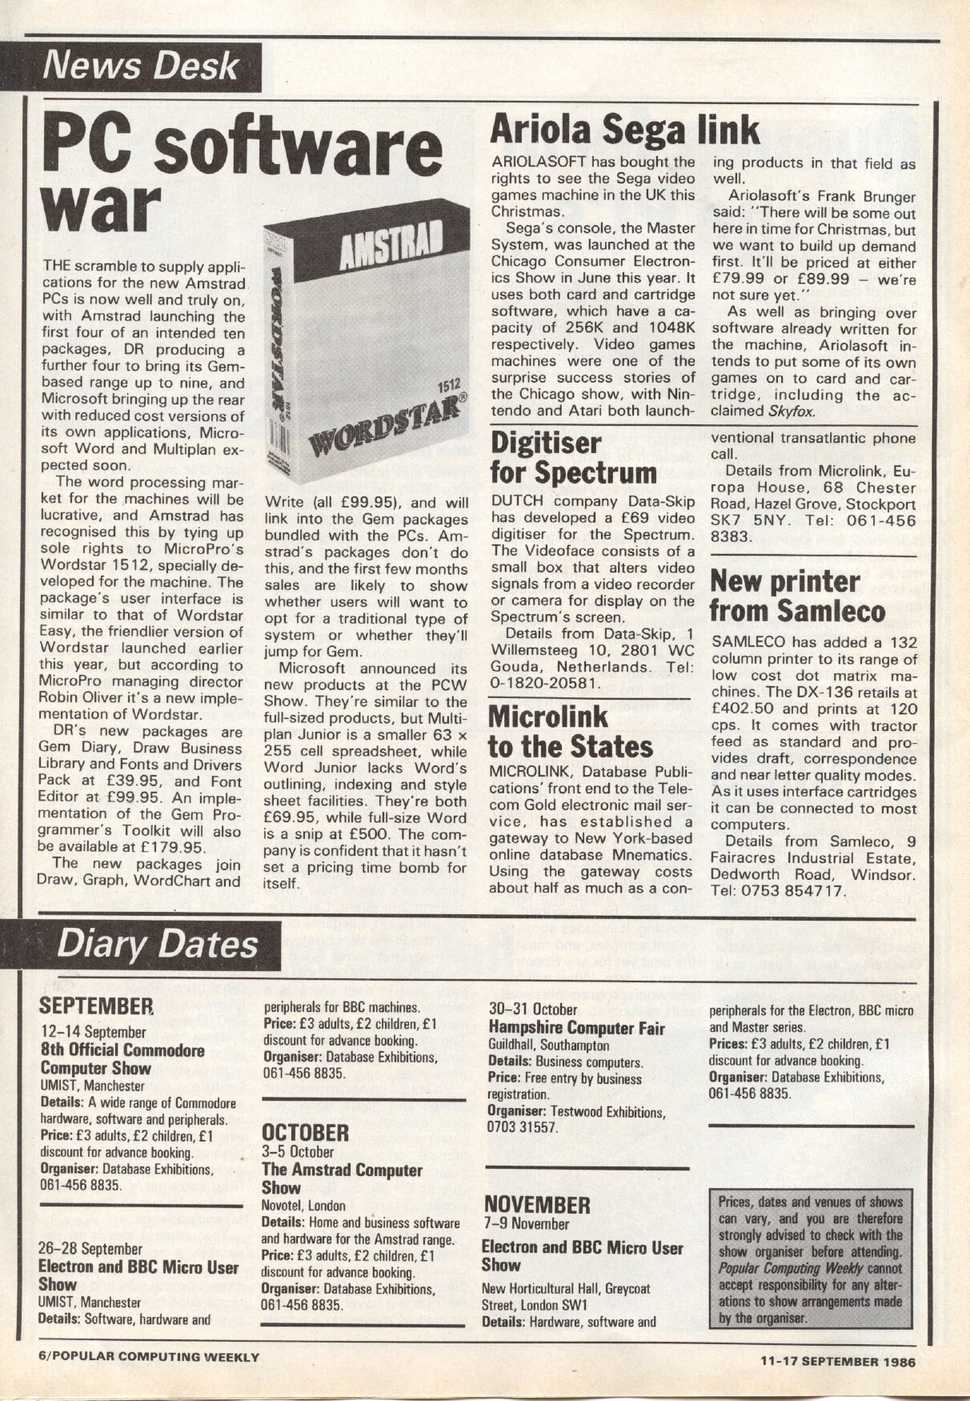 News Desk
PC software
war
THE scramble to supply appli-
cations for the new Amstrad
PCs is now well and truly on,
with Amstrad launching the
first four of an intended ten
packages, DR producing a
further four to bring its Gem-
based range up to nine, and
Microsoft bringing up the rear
with reduced cost versions of
its own applications, Micro-
soft Word and Multiplan ex-
pected soon.
The word processing mar-
ket for the machines will be
lucrative, and Amstrad has
recognised this by tying up
sole rights to MicroPro's
Wordstar 1512, specially de-
veloped for the machine. The
package's user interface is
similar to that of Wordstar
Easy, the friendlier version of
Wordstar launched earlier
this year, but according to
MicroPro managing director
Robin Oliver it's a new imple-
mentation of Wordstar.
DR's new packages are
Gem Diary, Draw Business
Library and Fonts and Drivers
Pack at £39.95, and Font
Editor at £99.95. An imple-
mentation of the Gem Pro-
grammer's Toolkit will also
be available at £179.95.
The new packages join
Draw, Graph, WordChart and
AMSTRAD
WORDSTAR
1512
1512
WORDSTAR®
Write (all £99.95), and will
link into the Gem packages
bundled with the PCs. Am-
strad's packages don't do
this, and the first few months
sales are likely to show
whether users will want to
opt for a traditional type of
system or whether they'll
jump for Gem.
Microsoft announced its
new products at the PCW
Show. They're similar to the
full-sized products, but Multi-
plan Junior is a smaller 63 ×
255 cell spreadsheet, while
Word Junior lacks Word's
outlining, indexing and style
sheet facilities. They're both
£69.95, while full-size Word
is a snip at £500. The com-
pany is confident that it hasn't
set a pricing time bomb for
itself.
Ariola Sega link
ARIOLASOFT has bought the
rights to see the Sega video
games machine in the UK this
Christmas.
Sega's console, the Master
System, was launched at the
Chicago Consumer Electron-
ics Show in June this year. It
uses both card and cartridge
software, which have a ca-
pacity of 256K and 1048K
respectively. Video games
machines were one of the
surprise success stories of
the Chicago show, with Nin-
tendo and Atari both launch-
ing products in that field as
well.
Ariolasoft's Frank Brunger
said: "There will be some out
here in time for Christmas, but
we want to build up demand
first. It'll be priced at either
£79.99 or £89.99 – we're
not sure yet."
As well as bringing over
software already written for
the machine, Ariolasoft in-
tends to put some of its own
games on to card and car-
tridge, including the ac-
claimed Skyfox.
Digitiser
for Spectrum
DUTCH company Data-Skip
has developed a £69 video
digitiser for the Spectrum.
The Videoface consists of a
small box that alters video
signals from a video recorder
or camera for display on the
Spectrum's screen.
Details from Data-Skip, 1
Willemsteeg 10, 2801 WC
Gouda, Netherlands. Tel:
0-1820-20581.
Microlink
to the States
MICROLINK, Database Publi-
cations' front end to the Tele-
com Gold electronic mail ser-
vice, has established a
gateway to New York-based
online database Mnematics.
Using the gateway costs
about half as much as a con-
ventional transatlantic phone
call.
Details from Microlink, Eu-
ropa House, 68 Chester
Road, Hazel Grove, Stockport
SK7 5NY. Tel: 061-456
8383.
New printer
from Samleco
SAMLECO has added a 132
column printer to its range of
low cost dot matrix ma-
chines. The DX-136 retails at
£402.50 and prints at 120
cps. It comes with tractor
feed as standard and pro-
vides draft, correspondence
and near letter quality modes.
As it uses interface cartridges
it can be connected to most
computers.
Details from Samleco, 9
Fairacres Industrial Estate,
Dedworth Road, Windsor.
Tel: 0753 854717.
Diary Dates
SEPTEMBER
12–14 September
8th Official Commodore
Computer Show
UMIST, Manchester
Details: A wide range of Commodore
hardware, software and peripherals.
Price: £3 adults, £2 children, £1
discount for advance booking.
Organiser: Database Exhibitions,
061-456 8835.
26–28 September
Electron and BBC Micro User
Show
UMIST, Manchester
Details: Software, hardware and
peripherals for BBC machines.
Price: £3 adults, £2 children, £1
discount for advance booking.
Organiser: Database Exhibitions,
061-456 8835.
OCTOBER
3–5 October
The Amstrad Computer
Show
Novotel, London
Details: Home and business software
and hardware for the Amstrad range.
Price: £3 adults, £2 children, £1
discount for advance booking.
Organiser: Database Exhibitions,
061-456 8835.
30–31 October
Hampshire Computer Fair
Guildhall, Southampton
Details: Business computers.
Price: Free entry by business
registration.
Organiser: Testwood Exhibitions,
0703 31557.
NOVEMBER
7–9 November
Electron and BBC Micro User
Show
New Horticultural Hall, Greycoat
Street, London SW1
Details: Hardware, software and
peripherals for the Electron, BBC micro
and Master series.
Prices: £3 adults, £2 children, £1
discount for advance booking.
Organiser: Database Exhibitions,
061-456 8835.
Prices, dates and venues of shows
can vary, and you are therefore
strongly advised to check with the
show organiser before attending.
Popular Computing Weekly cannot
accept responsibility for any alter-
ations to show arrangements made
by the organiser.
6/POPULAR COMPUTING WEEKLY
11-17 SEPTEMBER 1986